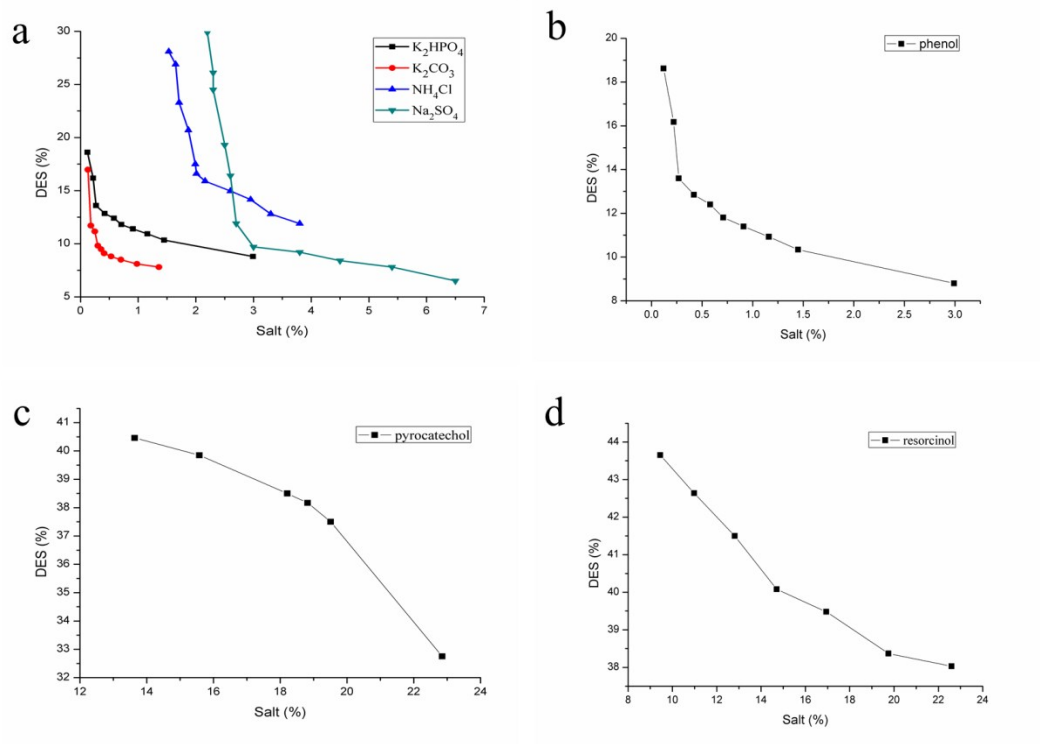 a
30
25
20
15
10
5
DES (%)
0 1 2 3 4 5 6 7
Salt (%)
K₂HPO₄
K₂CO₃
NH₄Cl
Na₂SO₄
b
20
18
16
14
12
10
8
DES (%)
0.0 0.5 1.0 1.5 2.0 2.5 3.0
Salt (%)
phenol
c
41
40
39
38
37
36
35
34
33
32
DES (%)
12 14 16 18 20 22 24
Salt (%)
pyrocatechol
d
44
43
42
41
40
39
38
DES (%)
8 10 12 14 16 18 20 22 24
Salt (%)
resorcinol